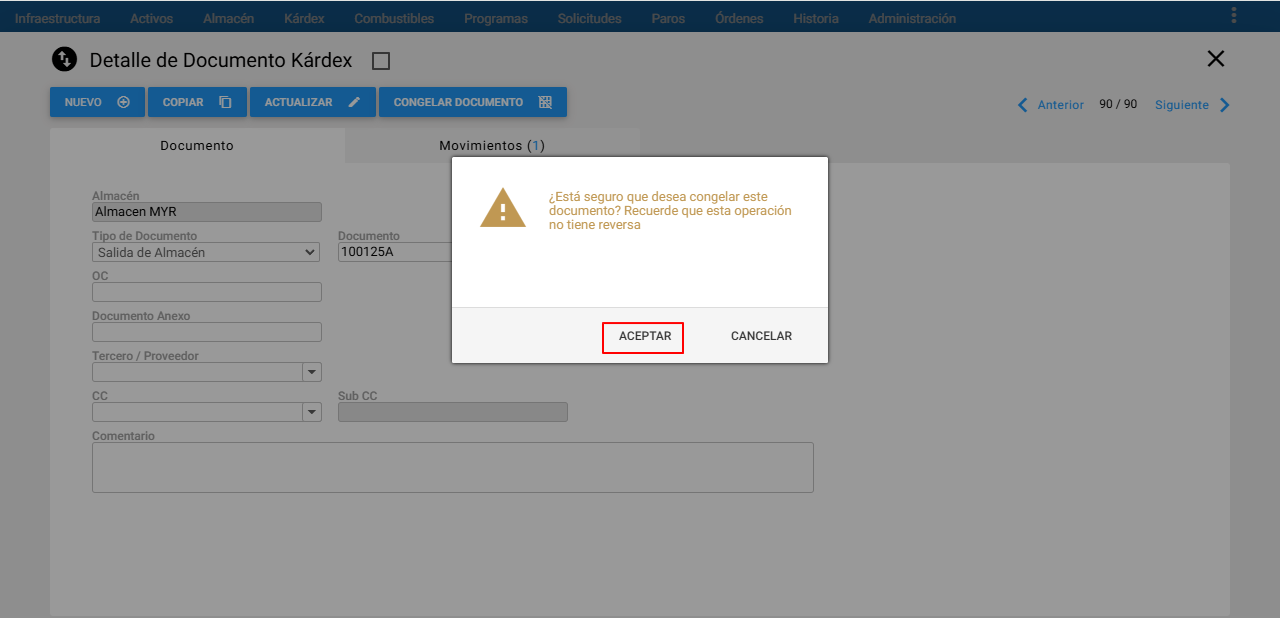 Infraestructura Activos Almacén Kárdex Combustibles Programas Solicitudes Paros Órdenes Historia Administración
Detalle de Documento Kárdex
NUEVO COPIAR ACTUALIZAR CONGELAR DOCUMENTO
Anterior 90 / 90 Siguiente
Documento Movimientos (1)
Almacén
Almacen MYR
Tipo de Documento Documento
Salida de Almacén 100125A
OC
Documento Anexo
Tercero / Proveedor
CC Sub CC
Comentario
¿Está seguro que desea congelar este
documento? Recuerde que esta operación
no tiene reversa
ACEPTAR CANCELAR